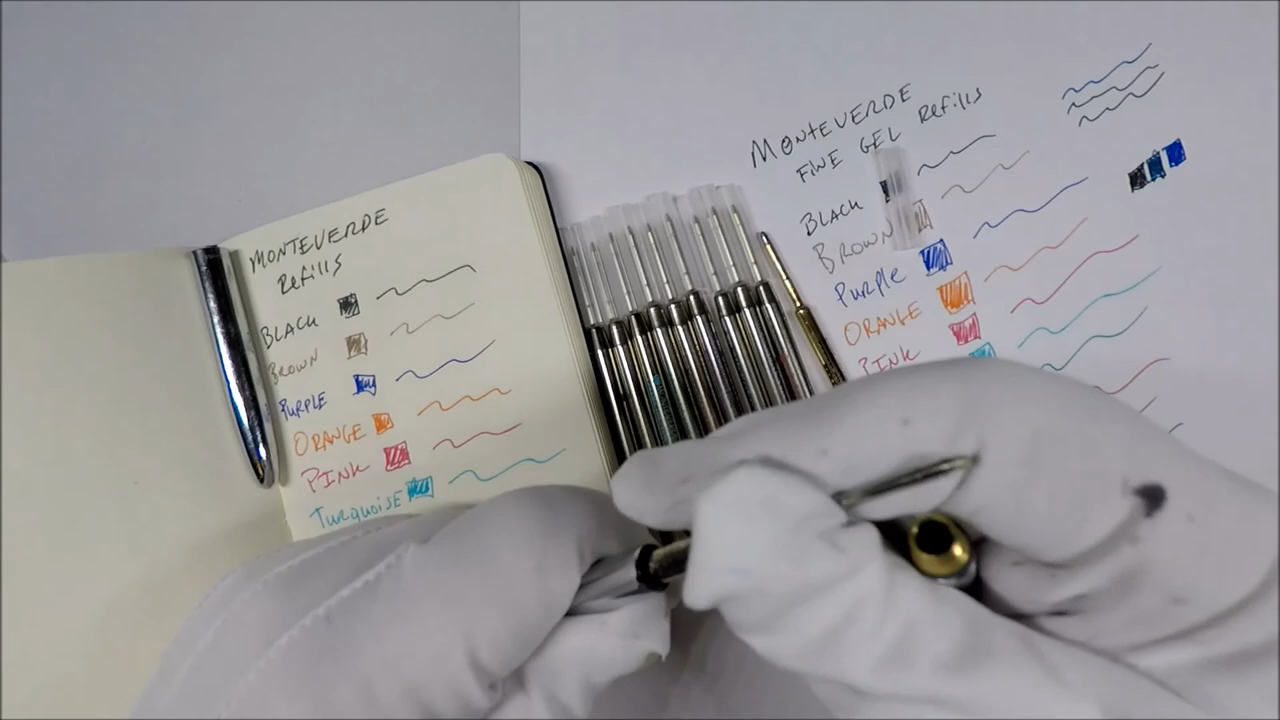 MONTEVERDE
Refills
BLACK
BROWN
PURPLE
ORANGE
PINK
TurquoiSE
MONTEVERDE
FINE GEL Refills
BLACK
BROWN
PurPle
ORANGE
PINK